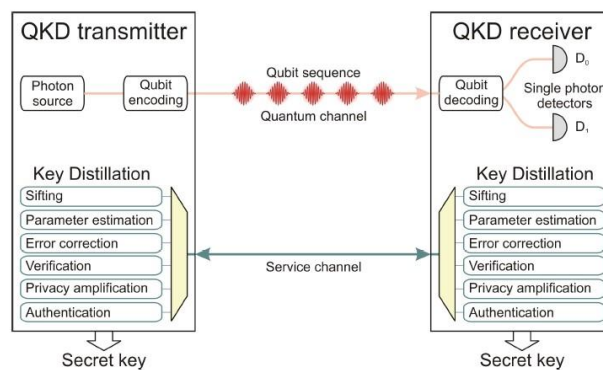 QKD transmitter
Photon
source
Qubit
encoding
Qubit sequence
Quantum channel
QKD receiver
Qubit
decoding
D₀
Single photon
detectors
D₁
Key Distillation
Sifting
Parameter estimation
Error correction
Verification
Privacy amplification
Authentication
Service channel
Key Distillation
Sifting
Parameter estimation
Error correction
Verification
Privacy amplification
Authentication
Secret key
Secret key